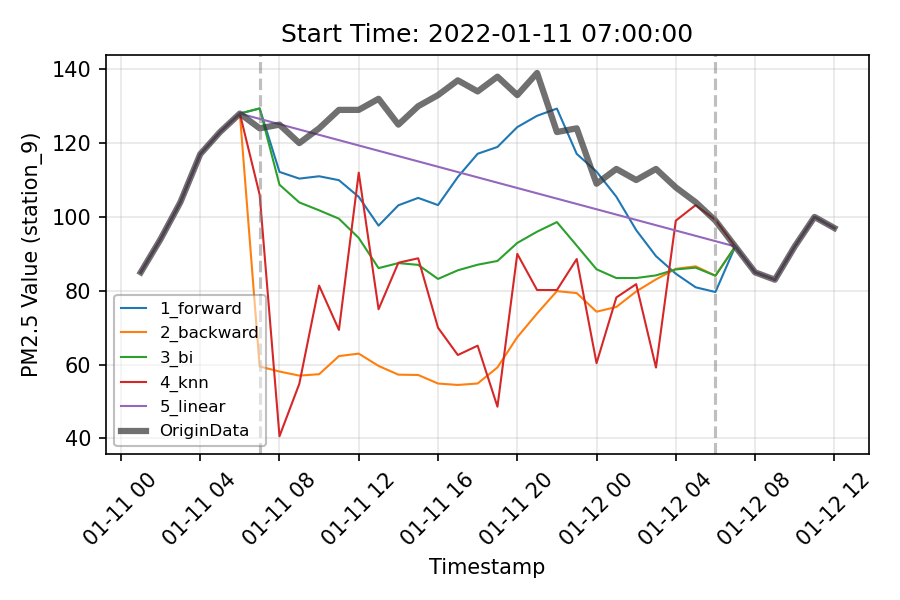 Start Time: 2022-01-11 07:00:00
PM2.5 Value (station_9)
140
120
100
80
60
40
1_forward
2_backward
3_bi
4_knn
5_linear
OriginData
01-11 00
01-11 04
01-11 08
01-11 12
01-11 16
01-11 20
01-12 00
01-12 04
01-12 08
01-12 12
Timestamp